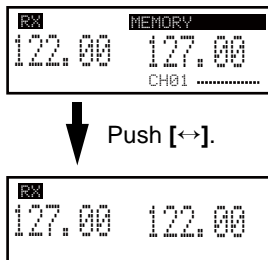 RX MEMORY
122.00 127.00
CH01 ---------------
Push [↔].
RX
127.00 122.00